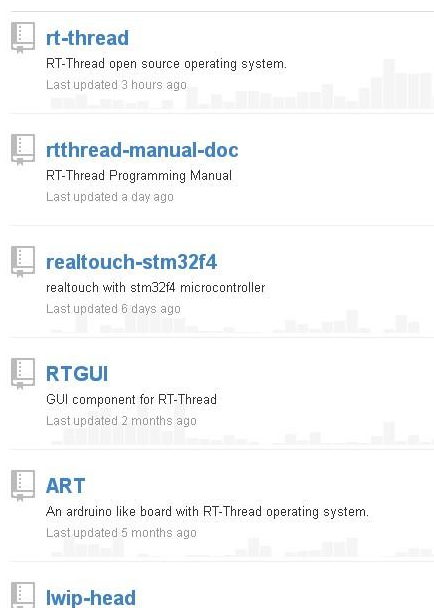 rt-thread
RT-Thread open source operating system.
Last updated 3 hours ago
rtthread-manual-doc
RT-Thread Programming Manual
Last updated a day ago
realtouch-stm32f4
realtouch with stm32f4 microcontroller
Last updated 6 days ago
RTGUI
GUI component for RT-Thread
Last updated 2 months ago
ART
An ardruino like board with RT-Thread operating system.
Last updated 5 months ago
lwip-head